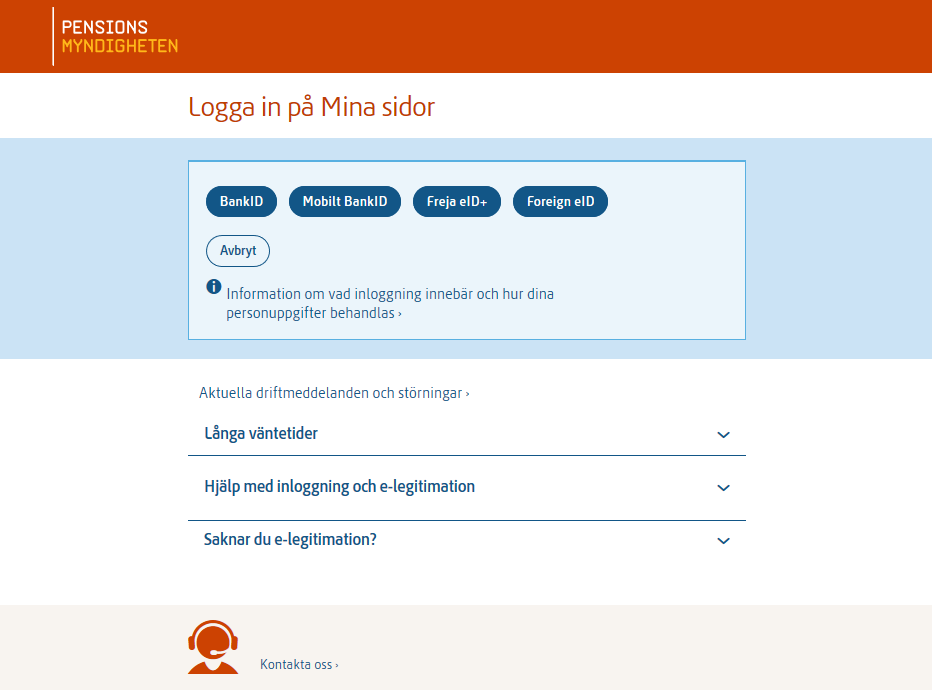 PENSIONS
MYNDIGHETEN
Logga in på Mina sidor
BankID
Mobilt BankID
Freja eID+
Foreign eID
Avbryt
Information om vad inloggning innebär och hur dina
personuppgifter behandlas ›
Aktuella driftmeddelanden och störningar ›
Långa väntetider
Hjälp med inloggning och e-legitimation
Saknar du e-legitimation?
Kontakta oss ›